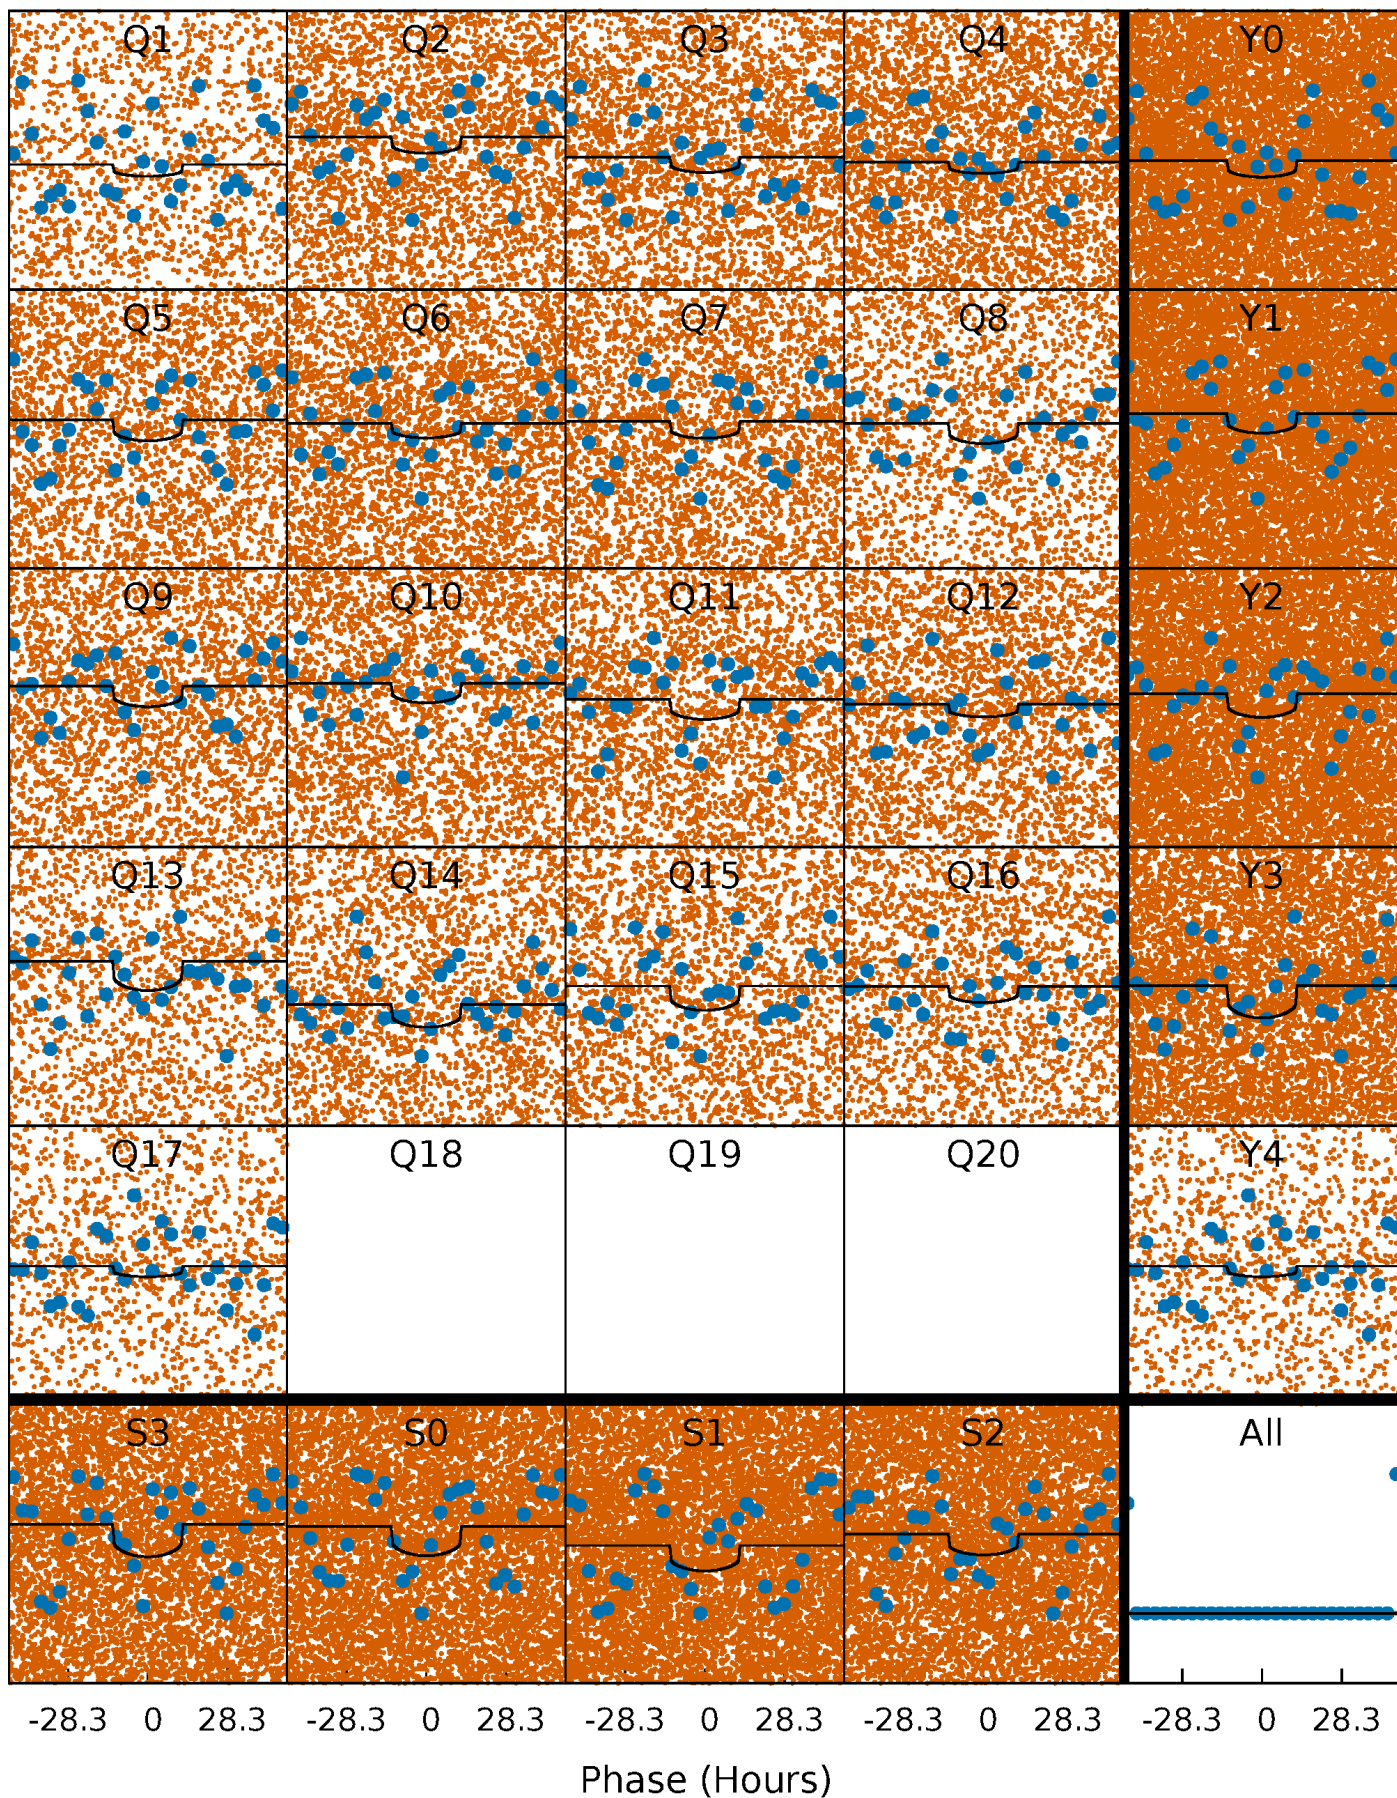 Q1 Q2 Q3 Q4 Y0
Q5 Q6 Q7 Q8 Y1
Q9 Q10 Q11 Q12 Y2
Q13 Q14 Q15 Q16 Y3
Q17 Q18 Q19 Q20 Y4
S3 S0 S1 S2 All
-28.3 0 28.3 -28.3 0 28.3 -28.3 0 28.3 -28.3 0 28.3 -28.3 0 28.3
Phase (Hours)